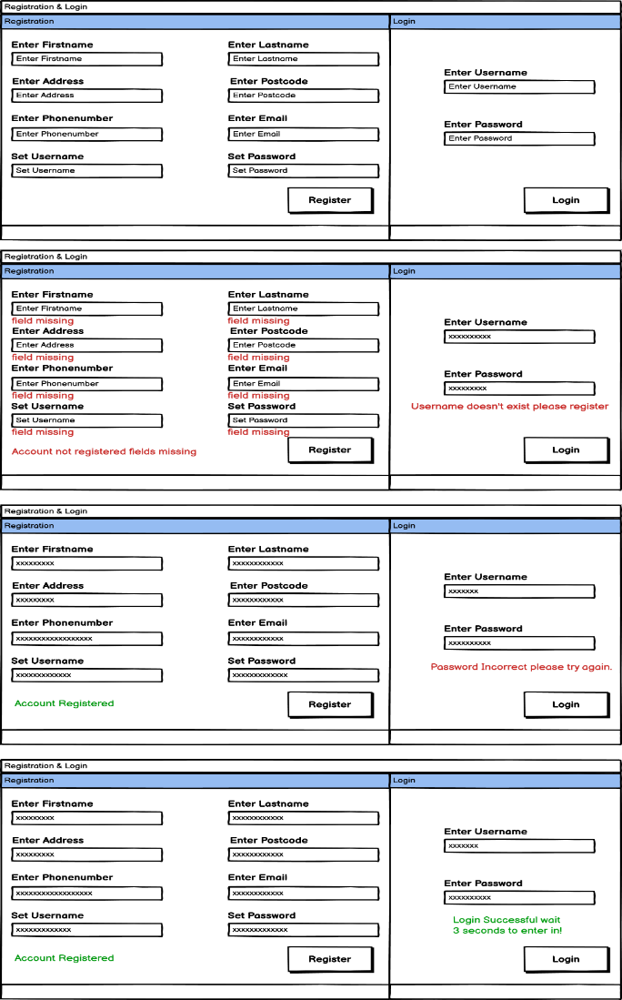 Registration & Login
Registration Login
Enter Firstname Enter Lastname
Enter Firstname Enter Lastname
Enter Username
Enter Address Enter Postcode
Enter Address Enter Postcode Enter Username
Enter Phonenumber Enter Email
Enter Password
Enter Phonenumber Enter Email Enter Password
Set Username Set Password
Set Username Set Password
Register Login
Registration & Login
Registration Login
Enter Firstname Enter Lastname
Enter Firstname Enter Lastname
field missing field missing Enter Username
Enter Address Enter Postcode
xxxxxxxxxx
Enter Address Enter Postcode
field missing field missing
Enter Phonenumber Enter Email
Enter Password
Enter Phonenumber Enter Email xxxxxxxxx
field missing field missing
Set Username Set Password Username doesn't exist please register
Set Username Set Password
field missing field missing
Account not registered fields missing Register Login
Registration & Login
Registration Login
Enter Firstname Enter Lastname
xxxxxxxxx xxxxxxxxxxxx
Enter Username
Enter Address Enter Postcode
xxxxxxx
xxxxxxxxx xxxxxxxxxxxx
Enter Phonenumber Enter Email
Enter Password
xxxxxxxxxxxxxxxxxx xxxxxxxxxxxx xxxxxxxxxx
Set Username Set Password
Password Incorrect please try again.
xxxxxxxxxxxxx xxxxxxxxxxxxx
Account Registered Register Login
Registration & Login
Registration Login
Enter Firstname Enter Lastname
xxxxxxxxx xxxxxxxxxxxx
Enter Username
Enter Address Enter Postcode
xxxxxxx
xxxxxxxxx xxxxxxxxxxxx
Enter Phonenumber Enter Email
Enter Password
xxxxxxxxxxxxxxxxxx xxxxxxxxxxxx xxxxxxxxxx
Set Username Set Password
Login Successful wait
xxxxxxxxxxxxx xxxxxxxxxxxxx 3 seconds to enter in!
Account Registered Register Login